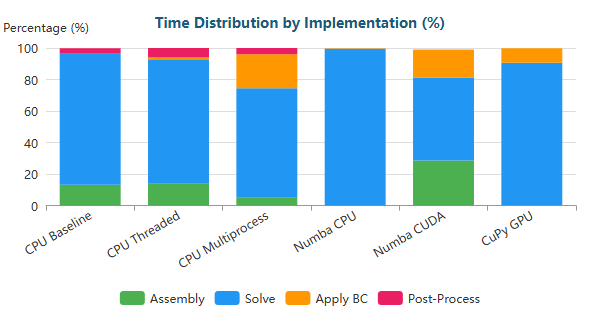 Time Distribution by Implementation (%)
Percentage (%)
100
80
60
40
20
0
CPU Baseline
CPU Threaded
CPU Multiprocess
Numba CPU
Numba CUDA
CuPy GPU
Assembly
Solve
Apply BC
Post-Process